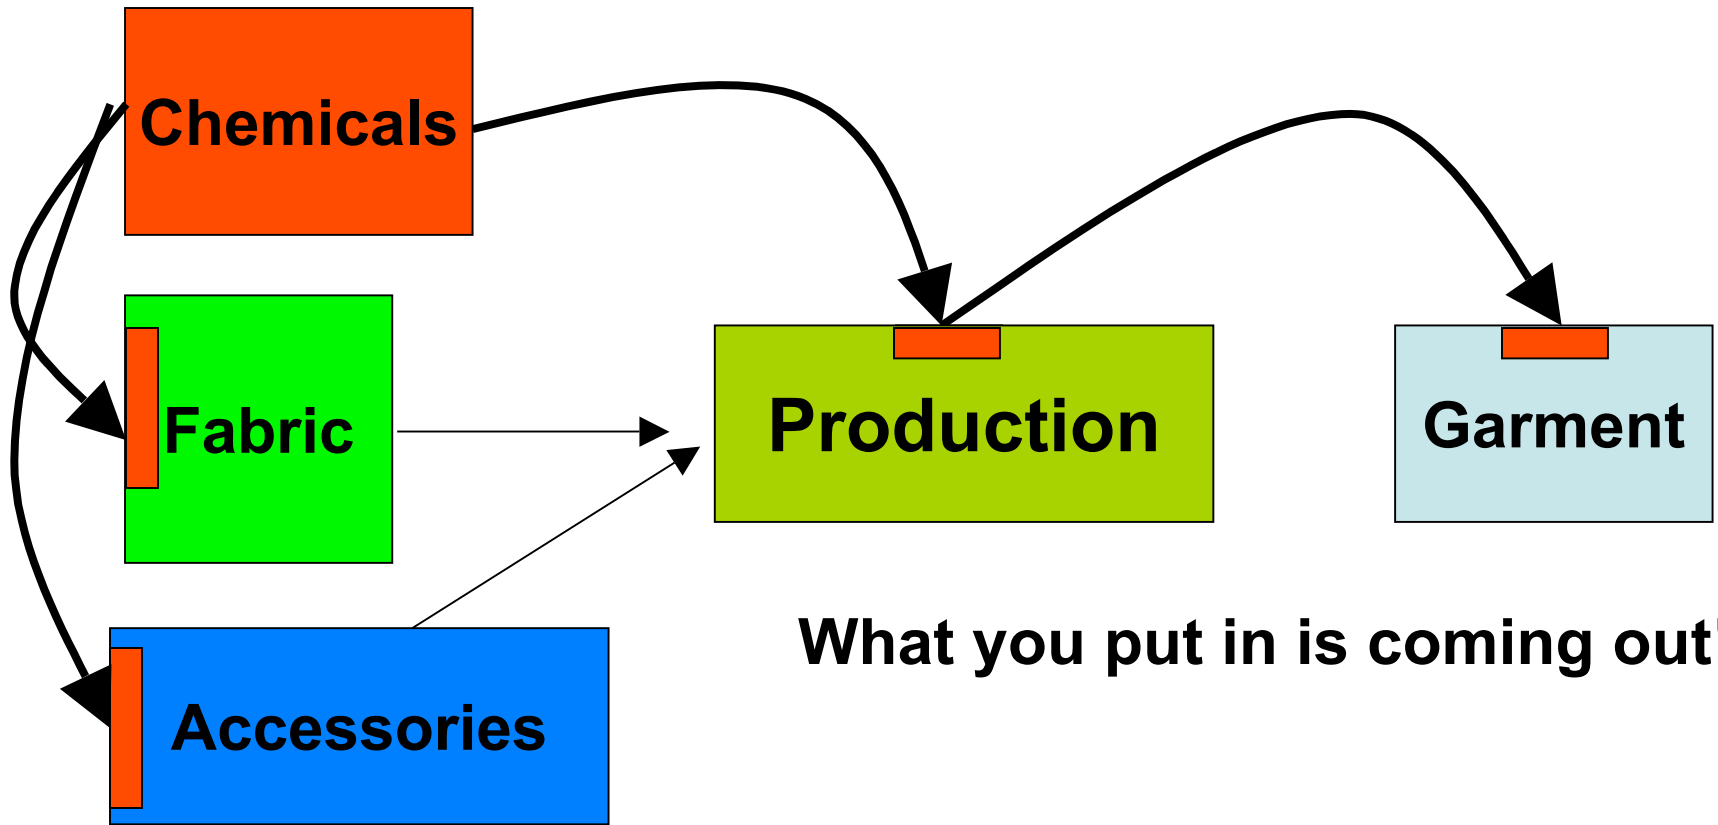 Chemicals
Fabric
Production
Garment
What you put in is coming out'
Accessories